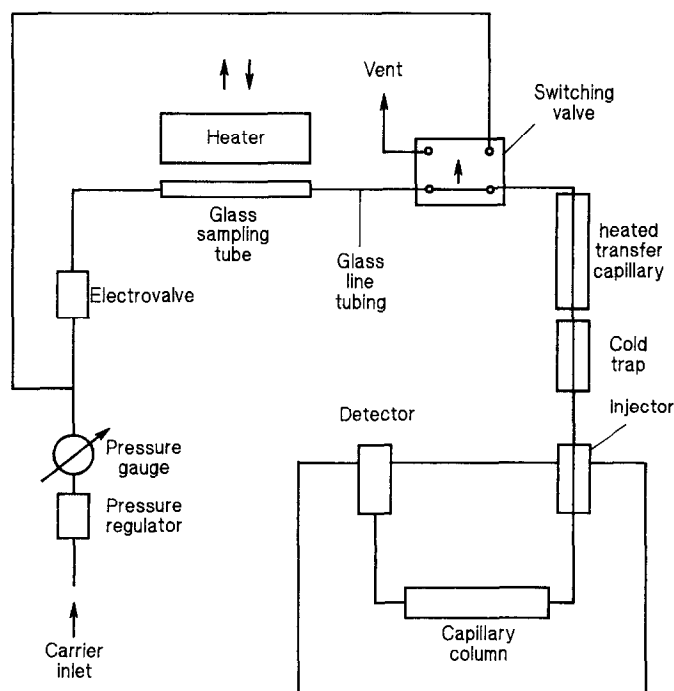 Vent
Switching
valve
Heater
Glass
sampling
tube
Glass
line
tubing
heated
transfer
capillary
Electrovalve
Cold
trap
Detector
Injector
Pressure
gauge
Pressure
regulator
Capillary
column
Carrier
inlet